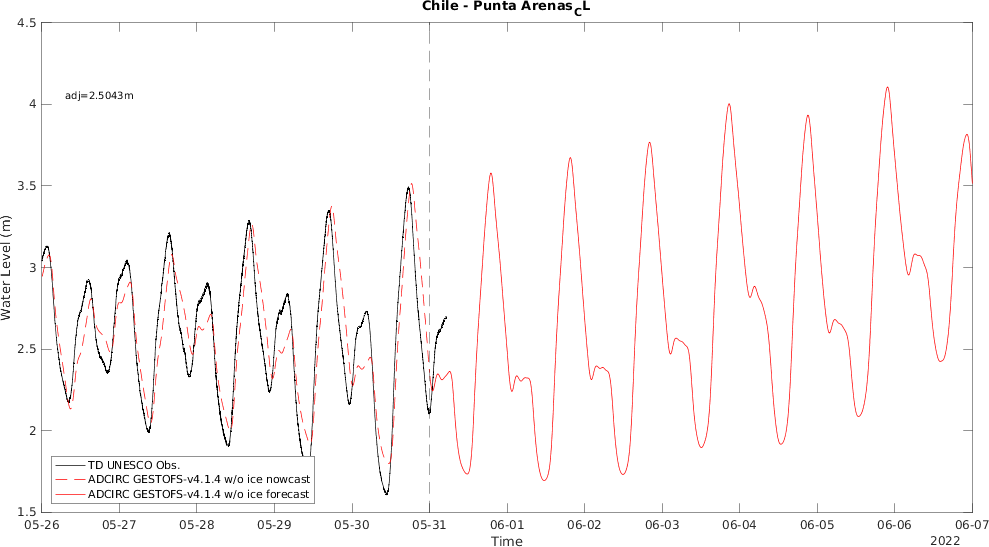 Chile - Punta Arenas_CL
4.5
4
3.5
3
2.5
2
1.5
Water Level (m)
adj=2.5043m
TD UNESCO Obs.
ADCIRC GESTOFS-v4.1.4 w/o ice nowcast
ADCIRC GESTOFS-v4.1.4 w/o ice forecast
05-26 05-27 05-28 05-29 05-30 05-31 06-01 06-02 06-03 06-04 06-05 06-06 06-07
Time
2022